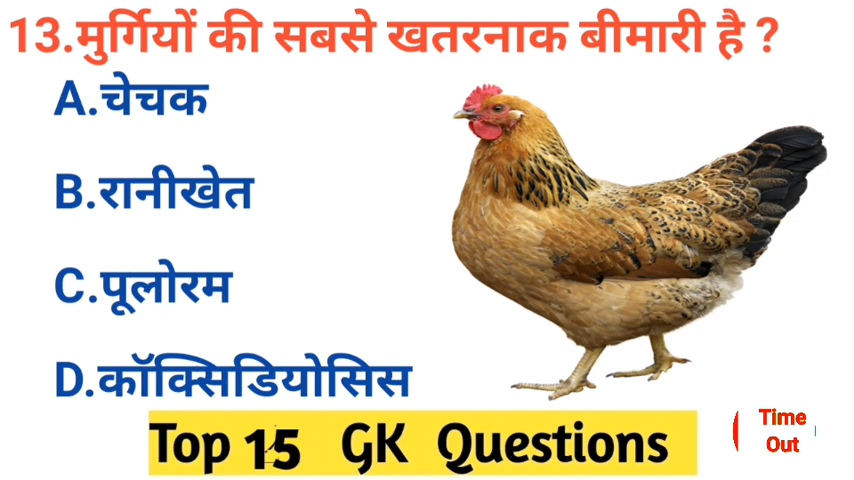 13.मुर्गियों की सबसे खतरनाक बीमारी है ?
A.चेचक
B.रानीखेत
C.पूलोरम
D.कॉक्सिडियोसिस
Top 15 GK Questions
Time
Out